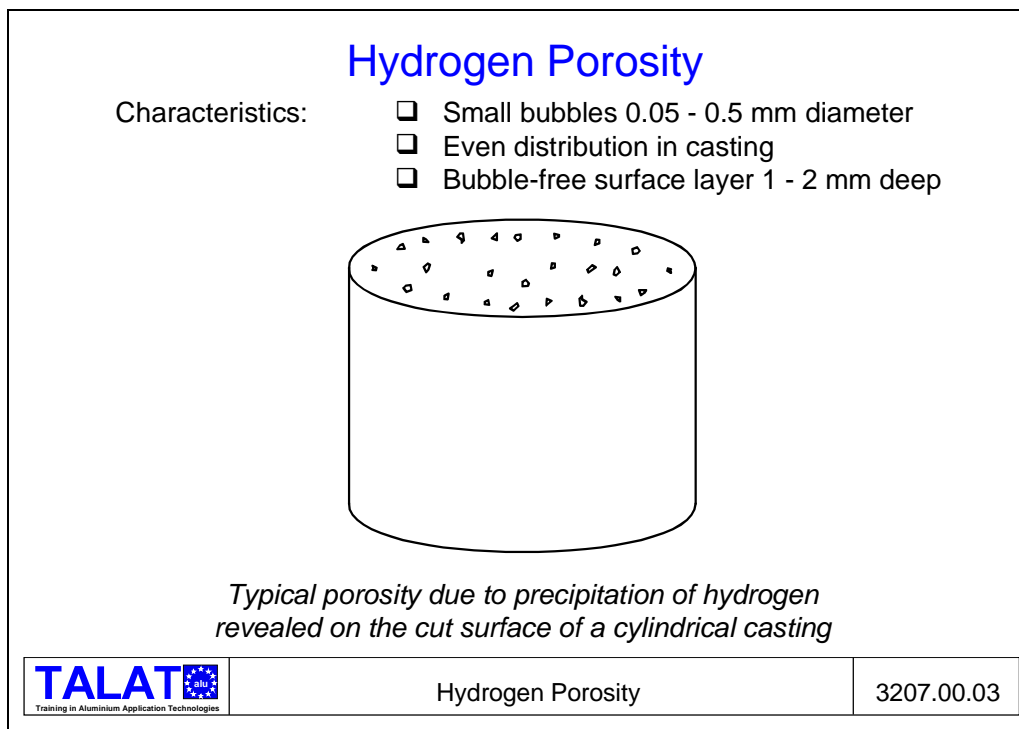 Hydrogen Porosity
Characteristics:
❑ Small bubbles 0.05 - 0.5 mm diameter
❑ Even distribution in casting
❑ Bubble-free surface layer 1 - 2 mm deep
Typical porosity due to precipitation of hydrogen
revealed on the cut surface of a cylindrical casting
TALAT
alu
Training in Aluminium Application Technologies
Hydrogen Porosity
3207.00.03